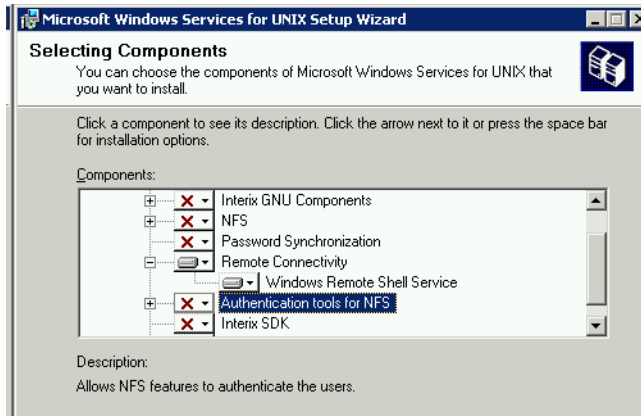 Microsoft Windows Services for UNIX Setup Wizard
Selecting Components
You can choose the components of Microsoft Windows Services for UNIX that
you want to install.
Click a component to see its description. Click the arrow next to it or press the space bar
for installation options.
Components:
Interix GNU Components
NFS
Password Synchronization
Remote Connectivity
Windows Remote Shell Service
Authentication tools for NFS
Interix SDK
Description:
Allows NFS features to authenticate the users.